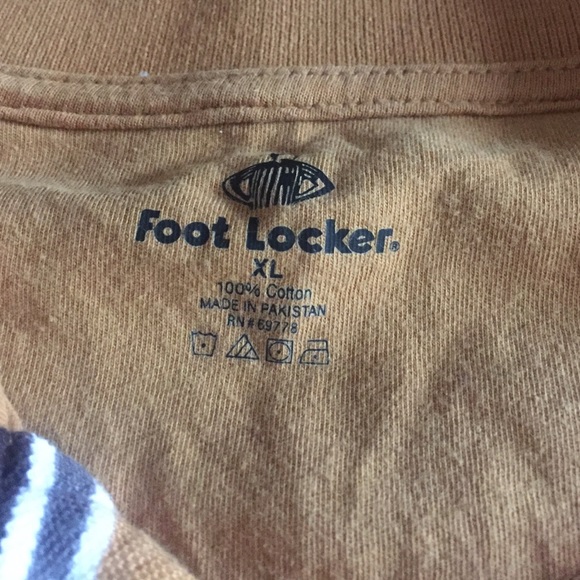 Foot Locker®
XL
100% Cotton
MADE IN PAKISTAN
RN# 69778